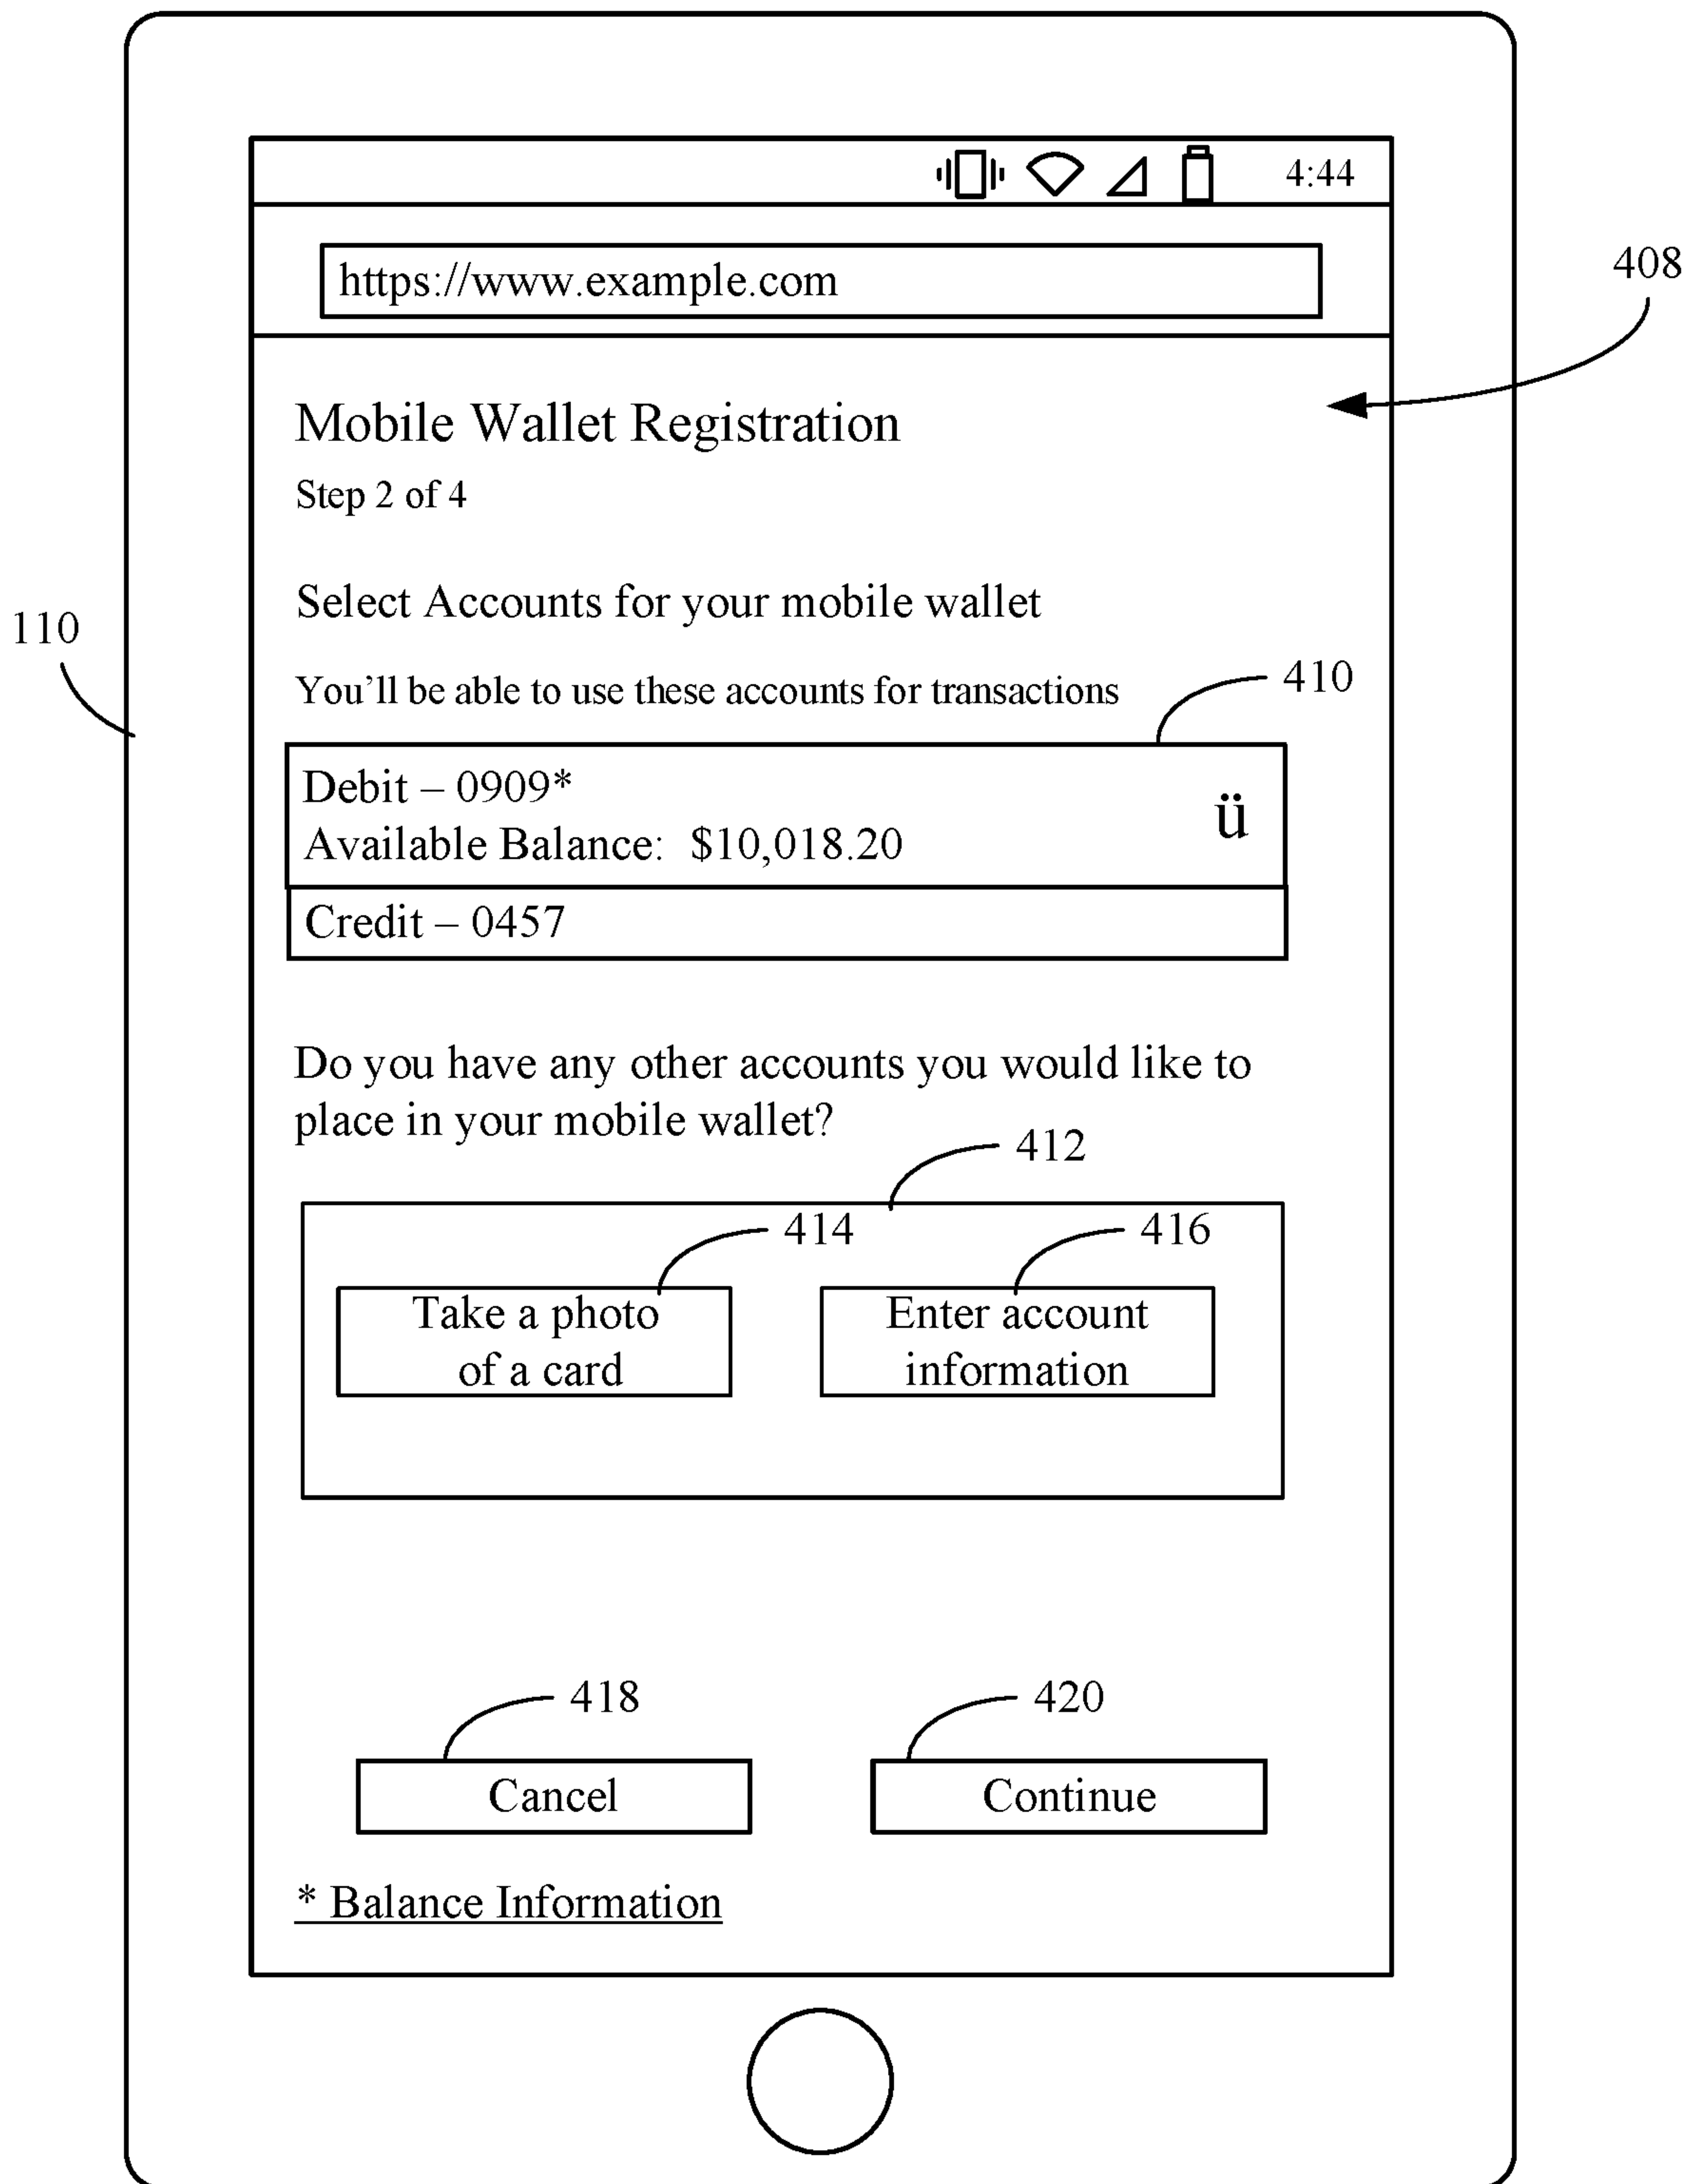 4:44
https://www.example.com
408
Mobile Wallet Registration
Step 2 of 4
Select Accounts for your mobile wallet
110
You’ll be able to use these accounts for transactions
410
Debit – 0909*
ü
Available Balance:  $10,018.20
Credit – 0457
Do you have any other accounts you would like to
place in your mobile wallet?
412
414
416
Take a photo
of a card
Enter account
information
418
420
Cancel
Continue
* Balance Information